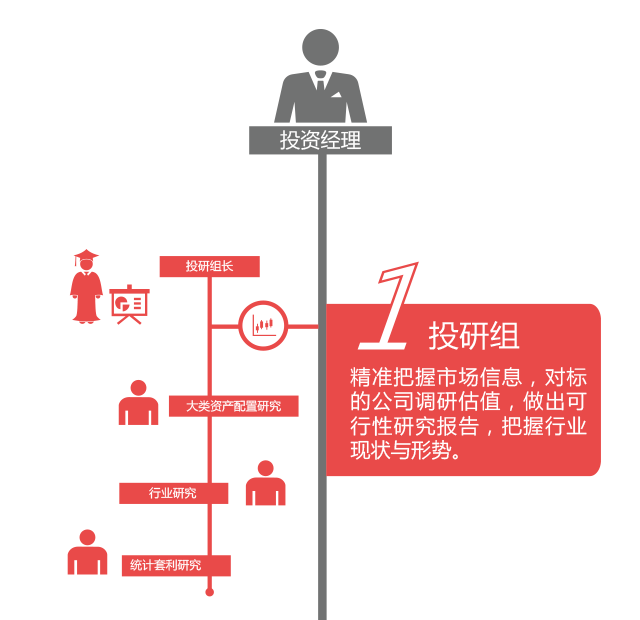 投资经理
投研组长
1
投研组
精准把握市场信息，对标
的公司调研估值，做出可
行性研究报告，把握行业
现状与形势。
大类资产配置研究
行业研究
统计套利研究